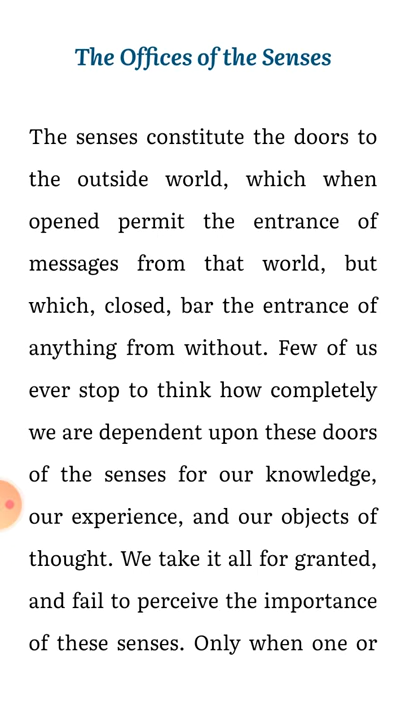 The Offices of the Senses
The senses constitute the doors to
the outside world, which when
opened permit the entrance of
messages from that world, but
which, closed, bar the entrance of
anything from without. Few of us
ever stop to think how completely
we are dependent upon these doors
of the senses for our knowledge,
our experience, and our objects of
thought. We take it all for granted,
and fail to perceive the importance
of these senses. Only when one or